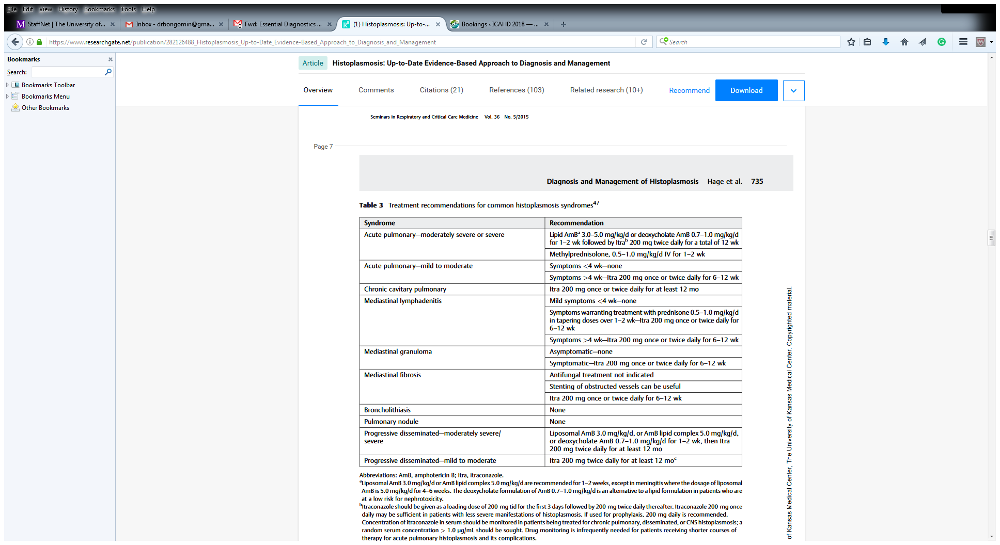 File Edit View History Bookmarks Tools Help
StaffNet | The University of...
Inbox - drbongomin@gma...
Fwd: Essential Diagnostics ...
(1) Histoplasmosis: Up-to-...
Bookings ‹ ICAHD 2018 — ...
https://www.researchgate.net/publication/282126488_Histoplasmosis_Up-to-Date_Evidence-Based_Approach_to_Diagnosis_and_Management
Search
Bookmarks
Search:
Bookmarks Toolbar
Bookmarks Menu
Other Bookmarks
Article Histoplasmosis: Up-to-Date Evidence-Based Approach to Diagnosis and Management
Overview Comments Citations (21) References (103) Related research (10+) Recommend Download
Seminars in Respiratory and Critical Care Medicine Vol. 36 No. 5/2015
Page 7
Diagnosis and Management of Histoplasmosis Hage et al. 735
Table 3 Treatment recommendations for common histoplasmosis syndromes47
Syndrome Recommendation
Acute pulmonary—moderately severe or severe Lipid AmBa 3.0–5.0 mg/kg/d or deoxycholate AmB 0.7–1.0 mg/kg/d
for 1–2 wk followed by Itrab 200 mg twice daily for a total of 12 wk
Methylprednisolone, 0.5–1.0 mg/kg/d IV for 1–2 wk
Acute pulmonary—mild to moderate Symptoms <4 wk—none
Symptoms >4 wk—Itra 200 mg once or twice daily for 6–12 wk
Chronic cavitary pulmonary Itra 200 mg once or twice daily for at least 12 mo
Mediastinal lymphadenitis Mild symptoms <4 wk—none
Symptoms warranting treatment with prednisone 0.5–1.0 mg/kg/d
in tapering doses over 1–2 wk—Itra 200 mg once or twice daily for
6–12 wk
Symptoms >4 wk—Itra 200 mg once or twice daily for 6–12 wk
Mediastinal granuloma Asymptomatic—none
Symptomatic—Itra 200 mg once or twice daily for 6–12 wk
Mediastinal fibrosis Antifungal treatment not indicated
Stenting of obstructed vessels can be useful
Itra 200 mg once or twice daily for 6–12 wk
Broncholithiasis None
Pulmonary nodule None
Progressive disseminated—moderately severe/ Liposomal AmB 3.0 mg/kg/d, or AmB lipid complex 5.0 mg/kg/d,
severe or deoxycholate AmB 0.7–1.0 mg/kg/d for 1–2 wk, then Itra
200 mg twice daily for at least 12 mo
Progressive disseminated—mild to moderate Itra 200 mg twice daily for at least 12 moc
Abbreviations: AmB, amphotericin B; Itra, itraconazole.
aLiposomal AmB 3.0 mg/kg/d or AmB lipid complex 5.0 mg/kg/d are recommended for 1–2 weeks, except in meningitis where the dosage of liposomal
AmB is 5.0 mg/kg/d for 4–6 weeks. The deoxycholate formulation of AmB 0.7–1.0 mg/kg/d is an alternative to a lipid formulation in patients who are
at a low risk for nephrotoxicity.
bItraconazole should be given as a loading dose of 200 mg tid for the first 3 days followed by 200 mg twice daily thereafter. Itraconazole 200 mg once
daily may be sufficient in patients with less severe manifestations of histoplasmosis. If used for prophylaxis, 200 mg daily is recommended.
Concentration of itraconazole in serum should be monitored in patients being treated for chronic pulmonary, disseminated, or CNS histoplasmosis; a
random serum concentration > 1.0 µg/mL should be sought. Drug monitoring is infrequently needed for patients receiving shorter courses of
therapy for acute pulmonary histoplasmosis and its complications.
of Kansas Medical Center, The University of Kansas Medical Center. Copyrighted material.